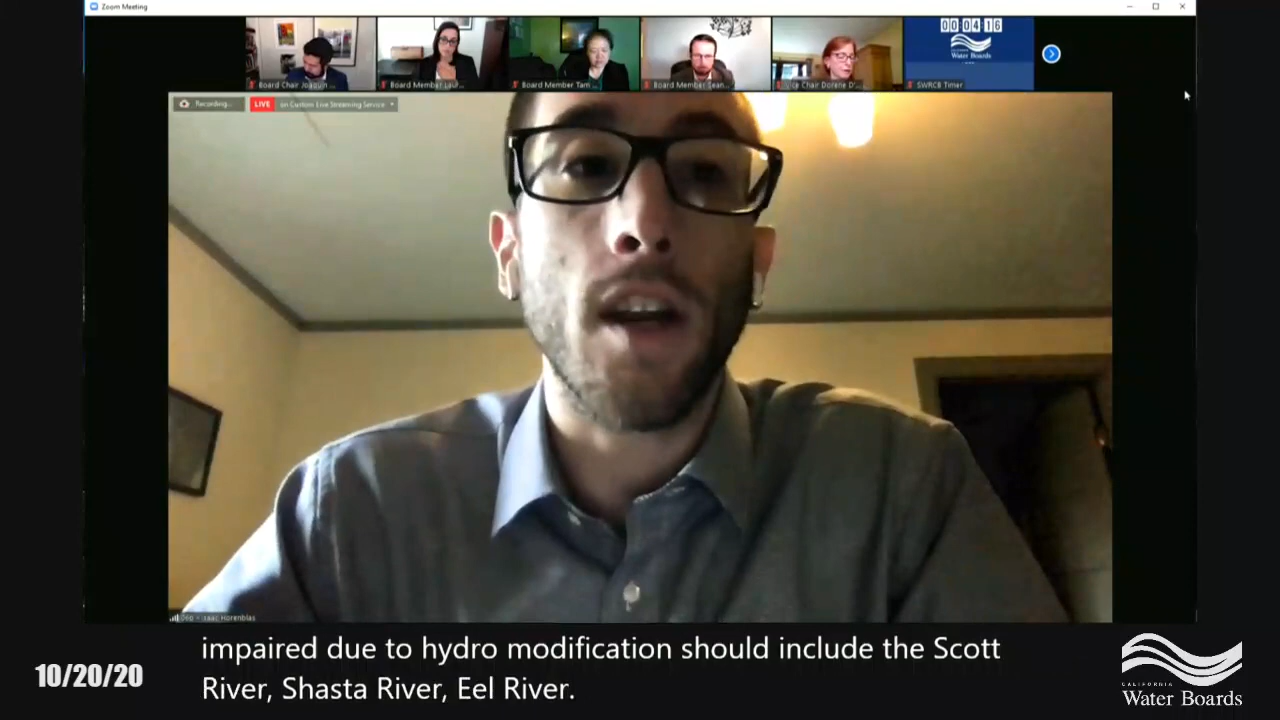 Zoom Meeting
00:04:16
Water Boards
Board Chair Joaquin ...
Board Member Laur...
Board Member Tam ...
Board Member Sean...
Vice Chair Dorene D'...
SWRCB Timer
Recording...
LIVE
on Custom Live Streaming Service
impaired due to hydro modification should include the Scott
River, Shasta River, Eel River.
10/20/20
CALIFORNIA
Water Boards